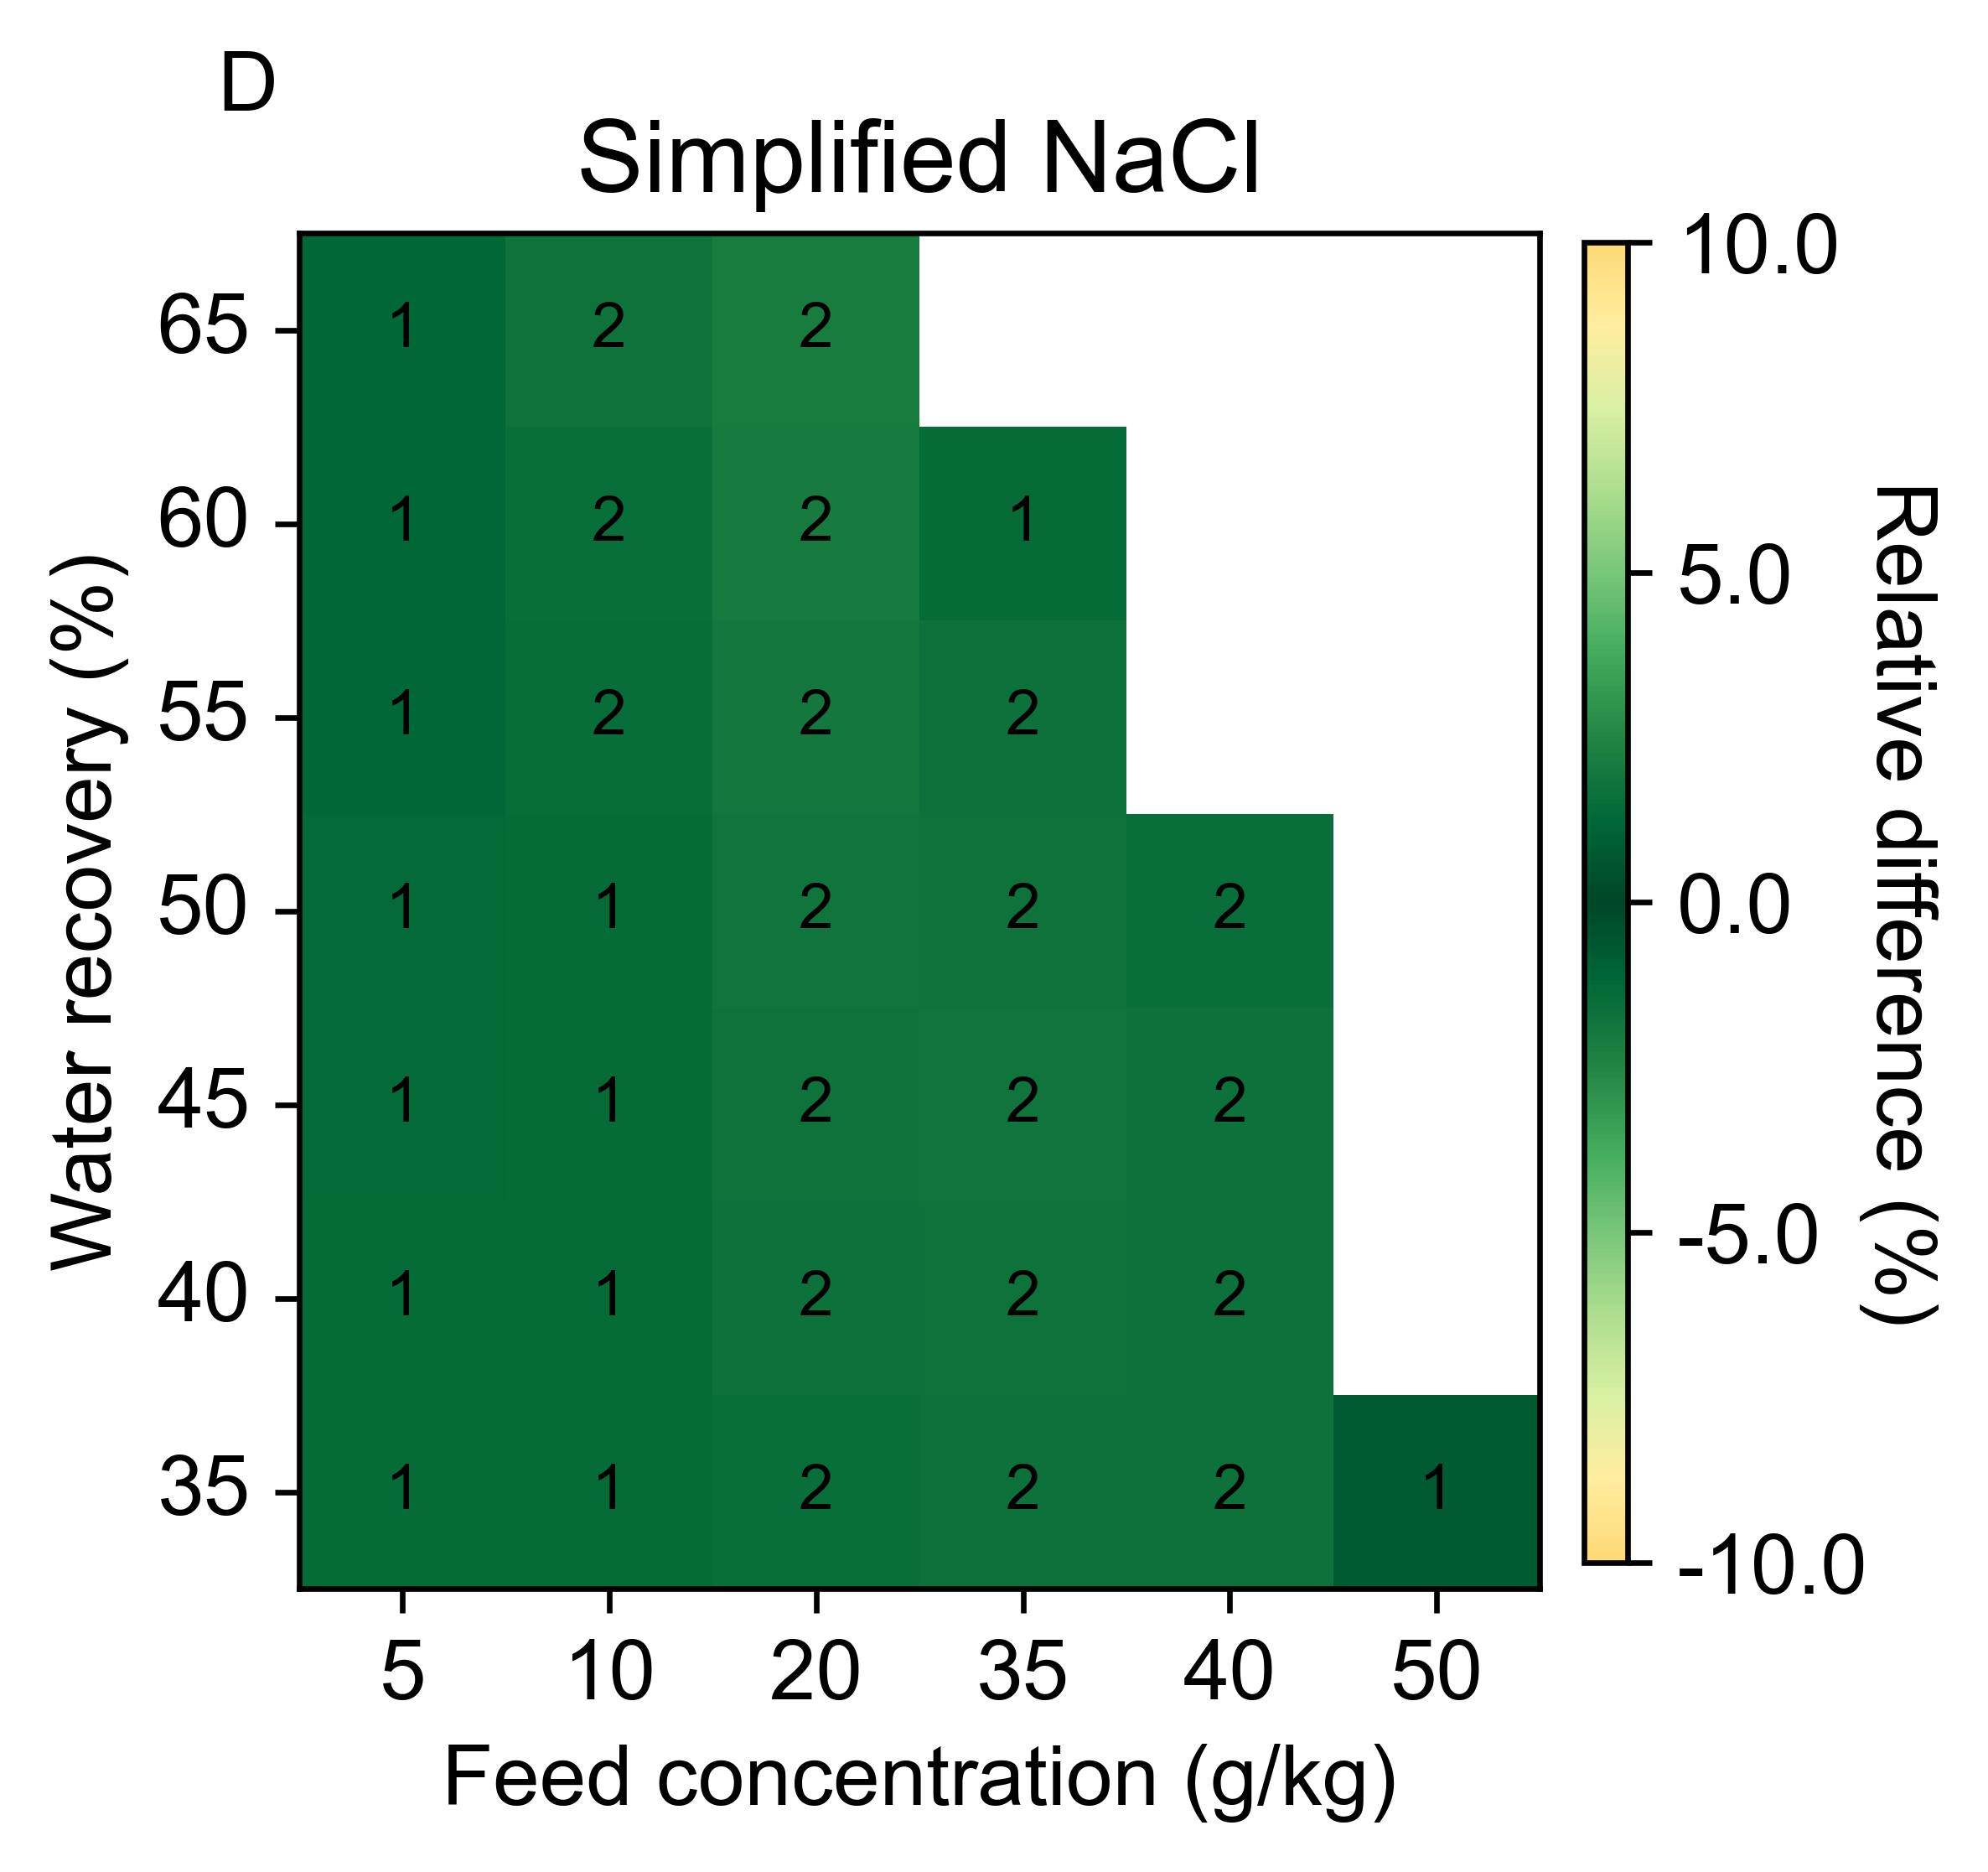 D
Simplified NaCl
65 1 2 2
60 1 2 2 1
55 1 2 2 2
50 1 1 2 2 2
45 1 1 2 2 2
40 1 1 2 2 2
35 1 1 2 2 2 1
5 10 20 35 40 50
Feed concentration (g/kg)
Water recovery (%)
10.0
5.0
0.0
-5.0
-10.0
Relative difference (%)